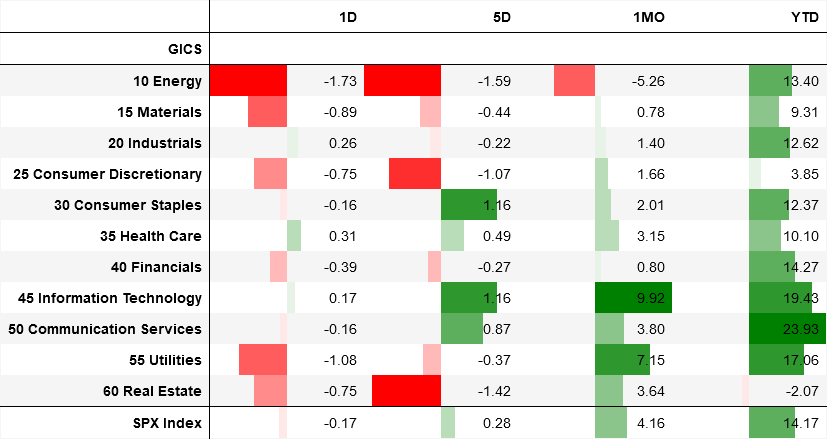 1D 5D 1MO YTD
GICS
10 Energy -1.73 -1.59 -5.26 13.40
15 Materials -0.89 -0.44 0.78 9.31
20 Industrials 0.26 -0.22 1.40 12.62
25 Consumer Discretionary -0.75 -1.07 1.66 3.85
30 Consumer Staples -0.16 1.16 2.01 12.37
35 Health Care 0.31 0.49 3.15 10.10
40 Financials -0.39 -0.27 0.80 14.27
45 Information Technology 0.17 1.16 9.92 19.43
50 Communication Services -0.16 0.87 3.80 23.93
55 Utilities -1.08 -0.37 7.15 17.06
60 Real Estate -0.75 -1.42 3.64 -2.07
SPX Index -0.17 0.28 4.16 14.17